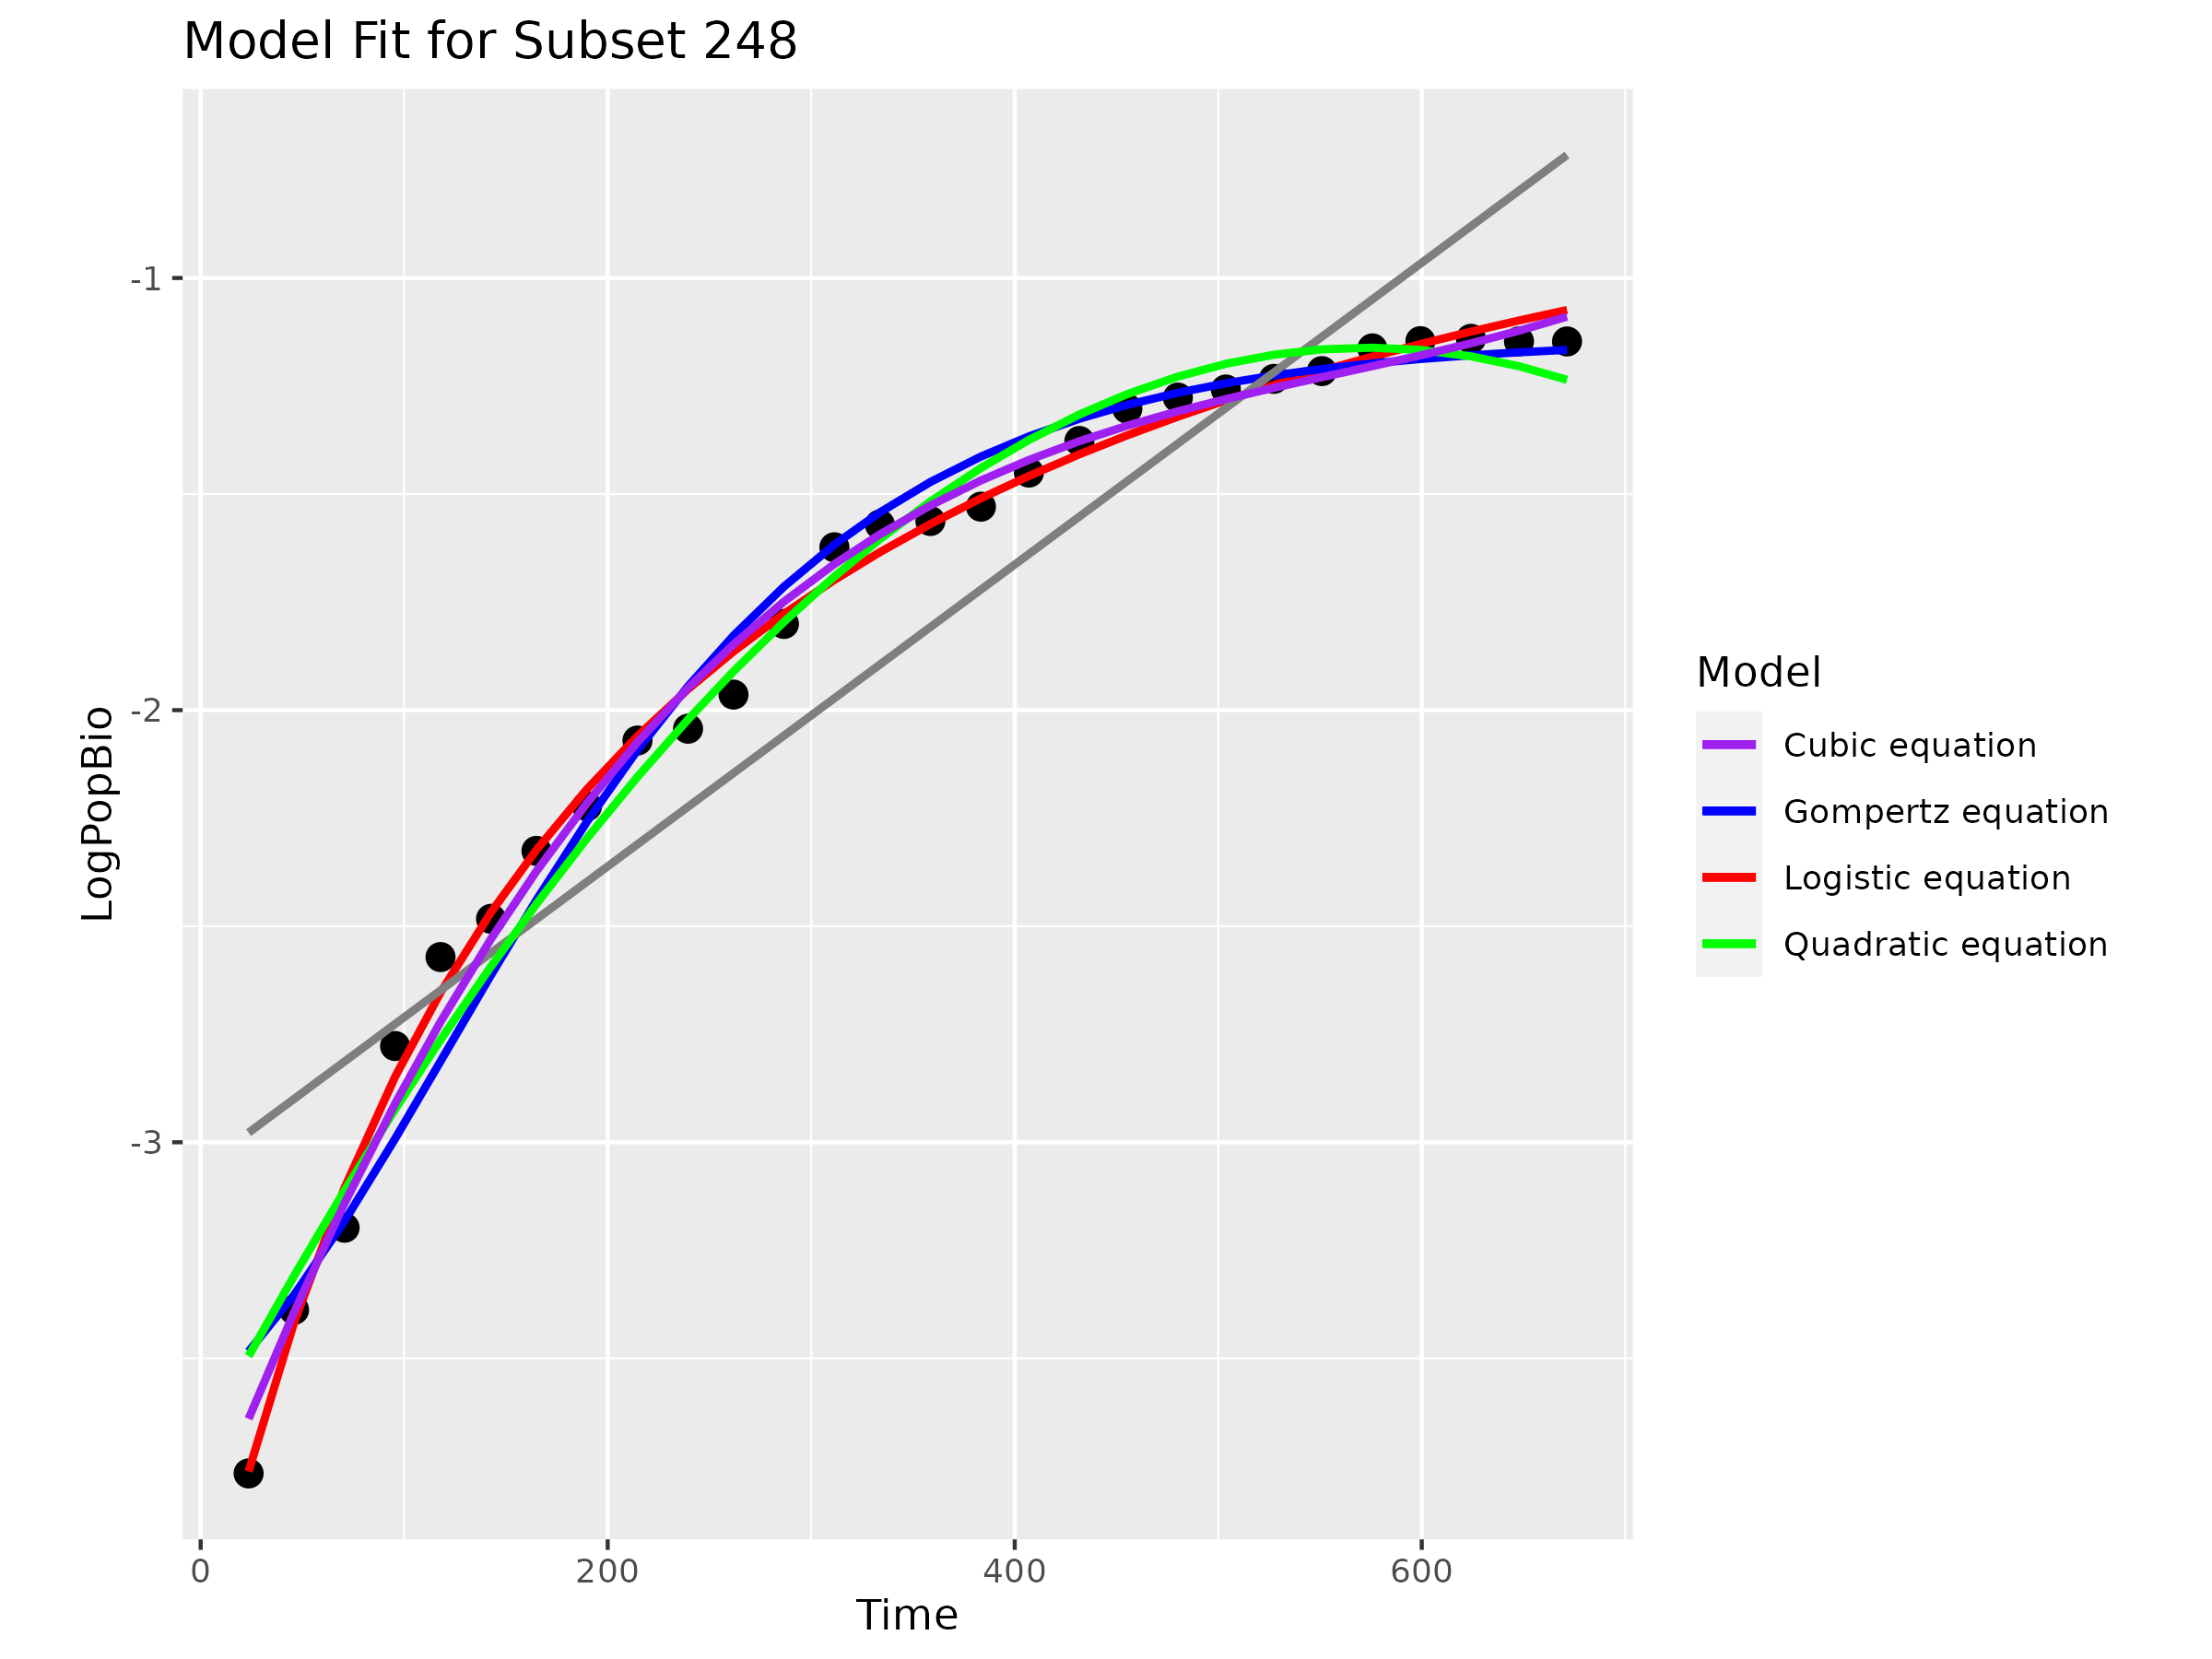 Model Fit for Subset 248
LogPopBio
-1
-2
-3
0 200 400 600
Time
Model
Cubic equation
Gompertz equation
Logistic equation
Quadratic equation